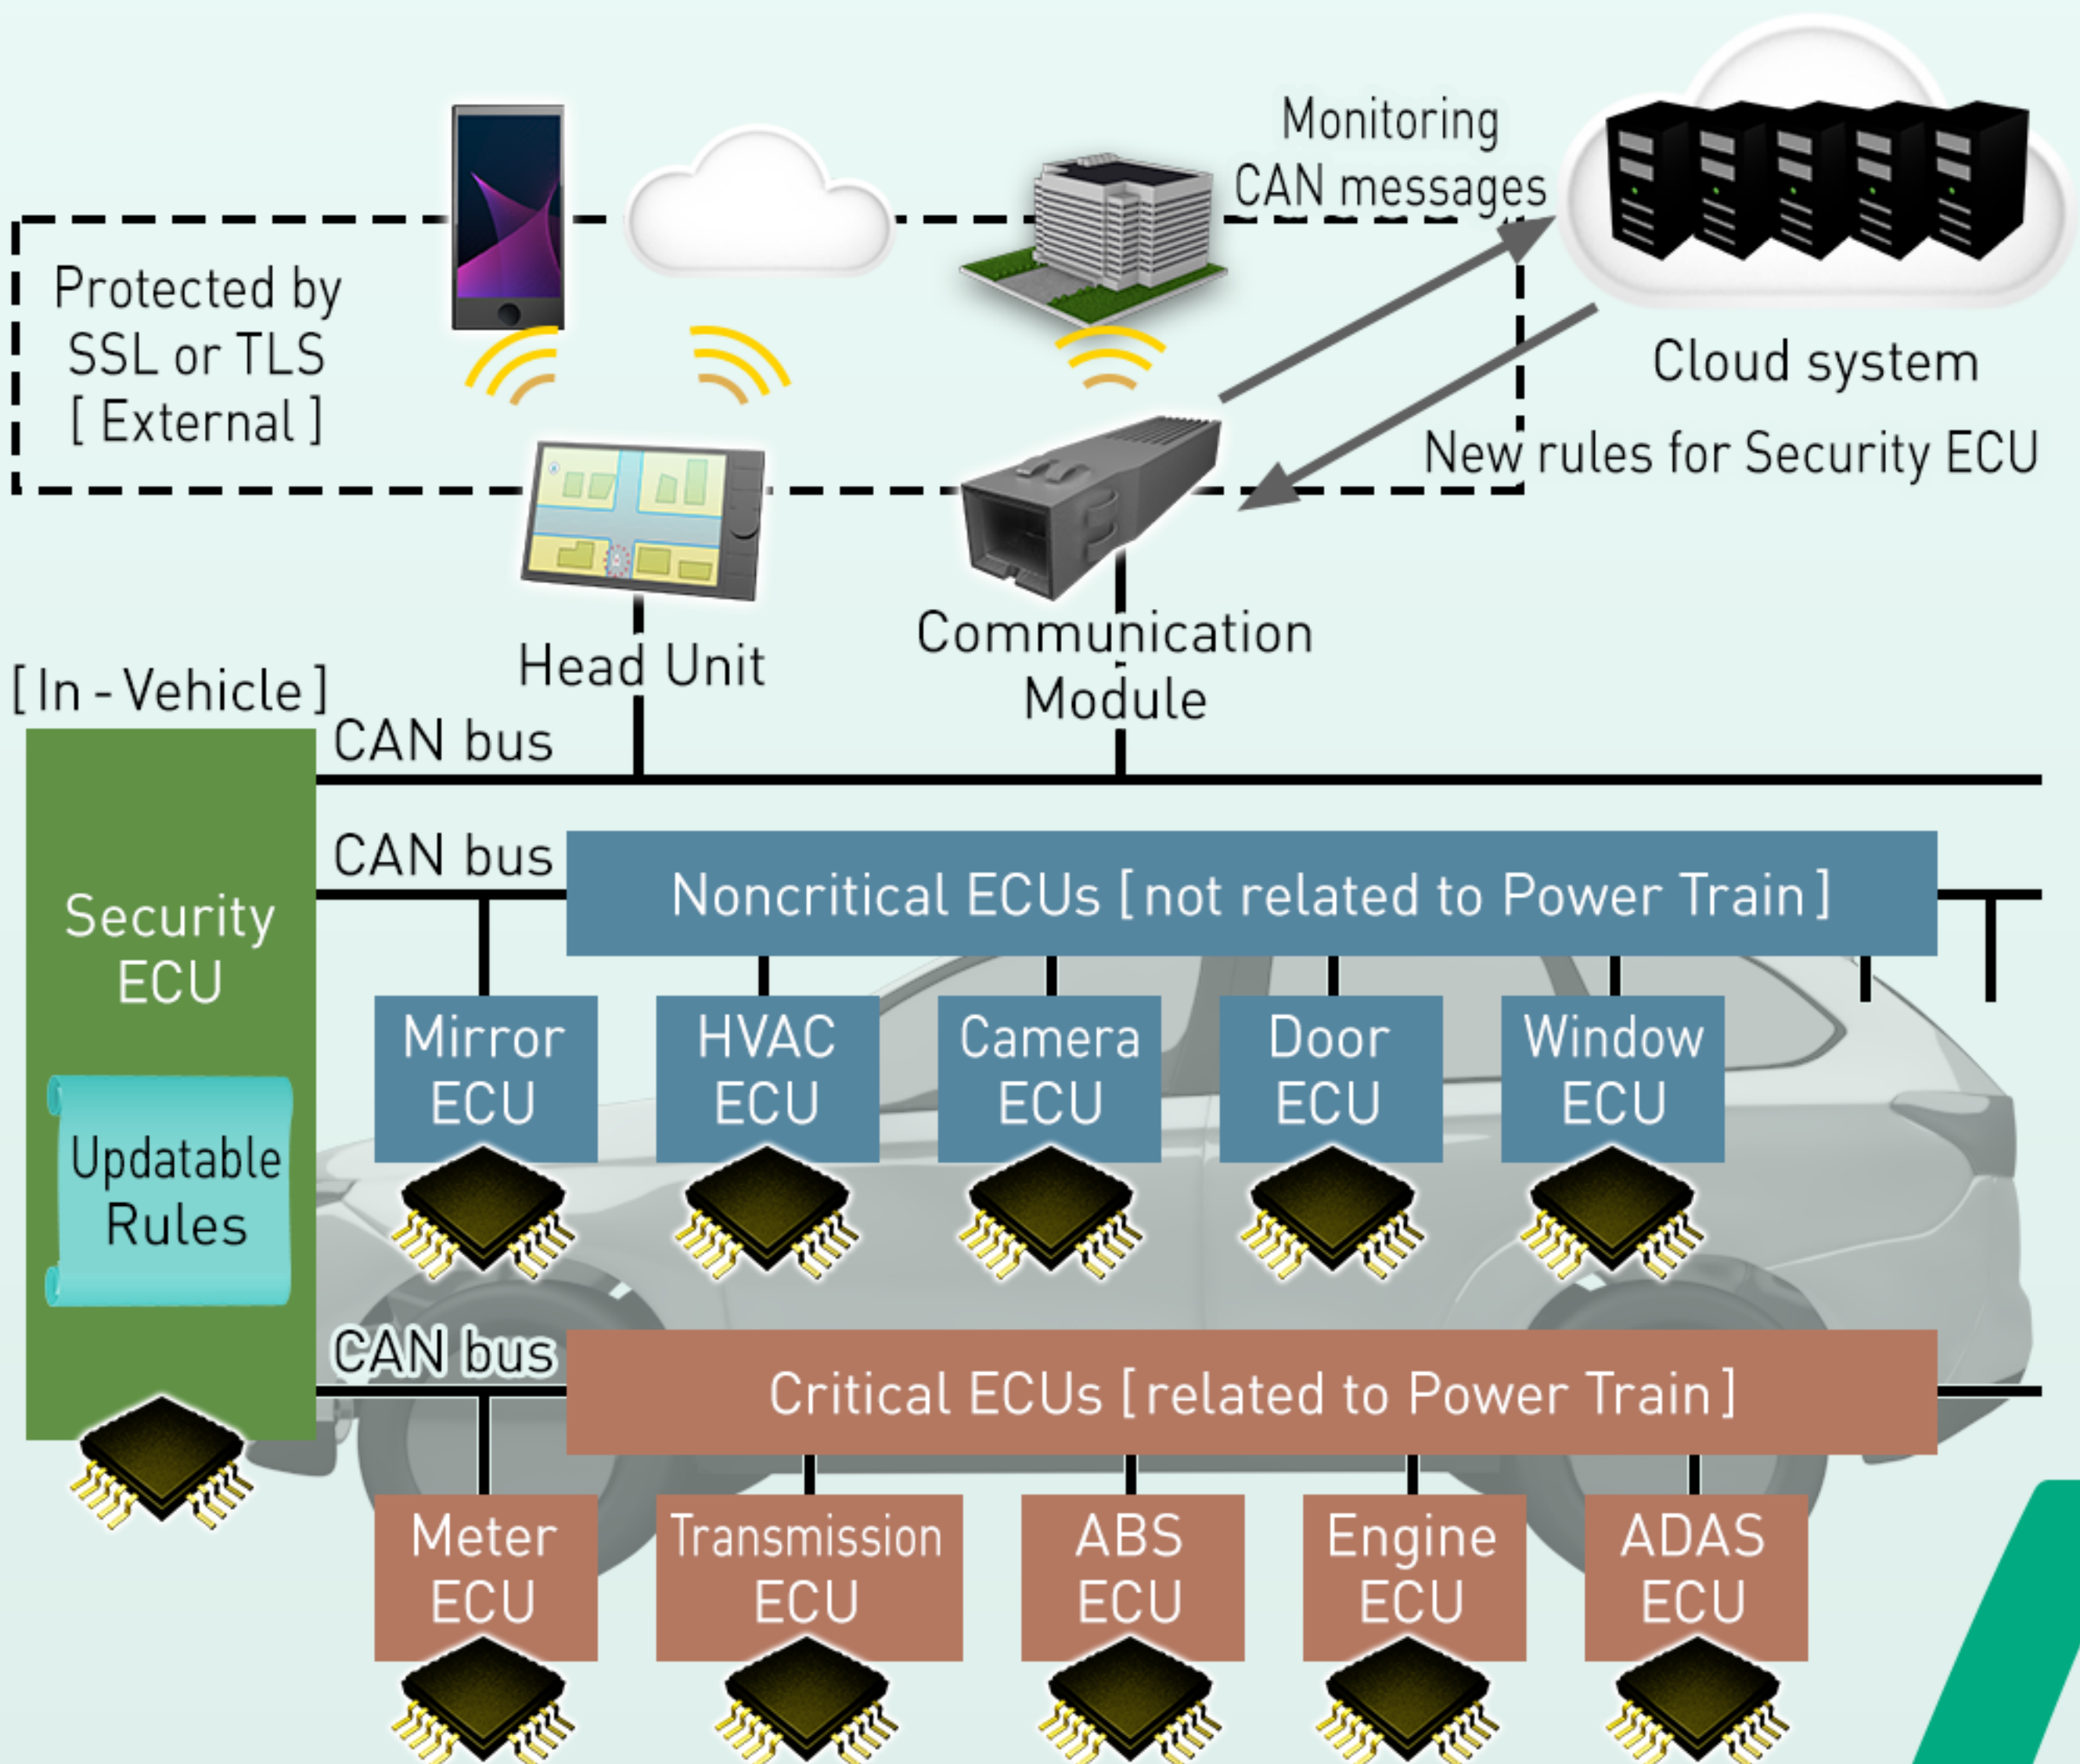 Monitoring
CAN messages
Protected by
SSL or TLS
[ External ]
Cloud system
New rules for Security ECU
Head Unit
Communication
Module
[ In - Vehicle ]
CAN bus
CAN bus
Noncritical ECUs [ not related to Power Train ]
Security
ECU
Mirror
ECU
HVAC
ECU
Camera
ECU
Door
ECU
Window
ECU
Updatable
Rules
CAN bus
Critical ECUs [ related to Power Train ]
Meter
ECU
Transmission
ECU
ABS
ECU
Engine
ECU
ADAS
ECU